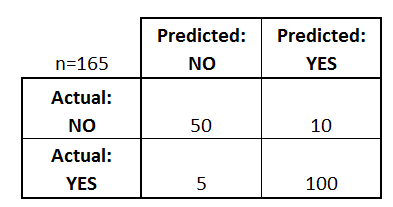 Predicted: Predicted:
n=165 NO YES
Actual:
NO 50 10
Actual:
YES 5 100